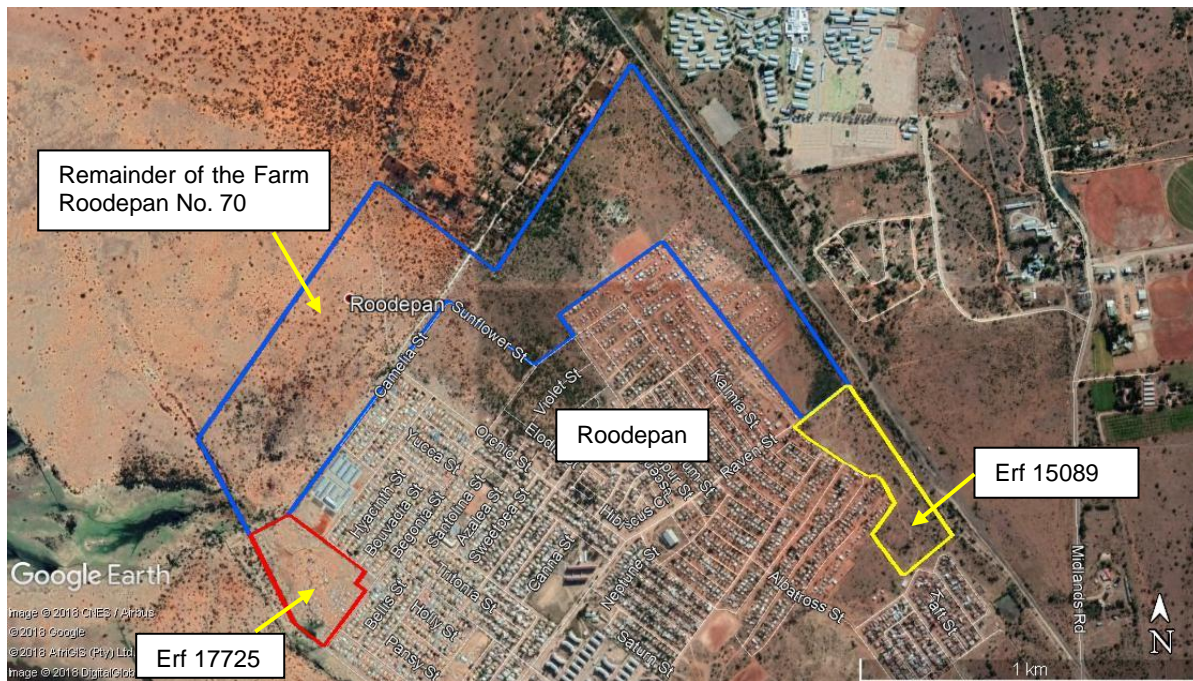 Remainder of the Farm
Roodepan No. 70
Roodepan
Sunflower St
Camelia St
Violet St
Kalmia St
Orchid St
Yucca St
Raven St
Roodepan
Erf 15089
Hyacinth St
Bouvadia St
Begonia St
Santolina St
Azalea St
Sweetpea St
Hibiscus Cr
Canna St
Neptune St
Tritonia St
Albatross St
Bellis St
Holly St
Pansy St
Saturn St
Taft St
Midlands Rd
Google Earth
Image © 2018 CNES / Airbus
©2018 Google
©2018 AfriGIS (Pty) Ltd.
Image © 2018 DigitalGlob
Erf 17725
1 km
N